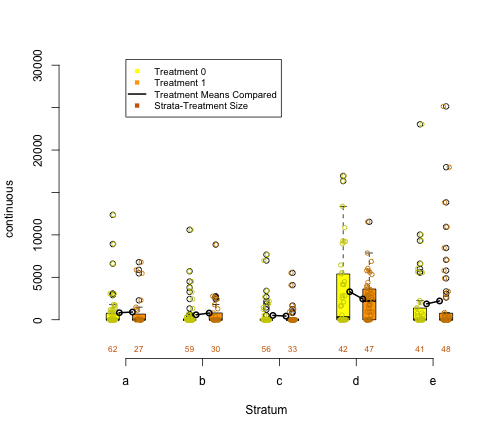 Treatment 0
Treatment 1
Treatment Means Compared
Strata-Treatment Size
continuous
30000
20000
10000
5000
0
62 27 59 30 56 33 42 47 41 48
a b c d e
Stratum